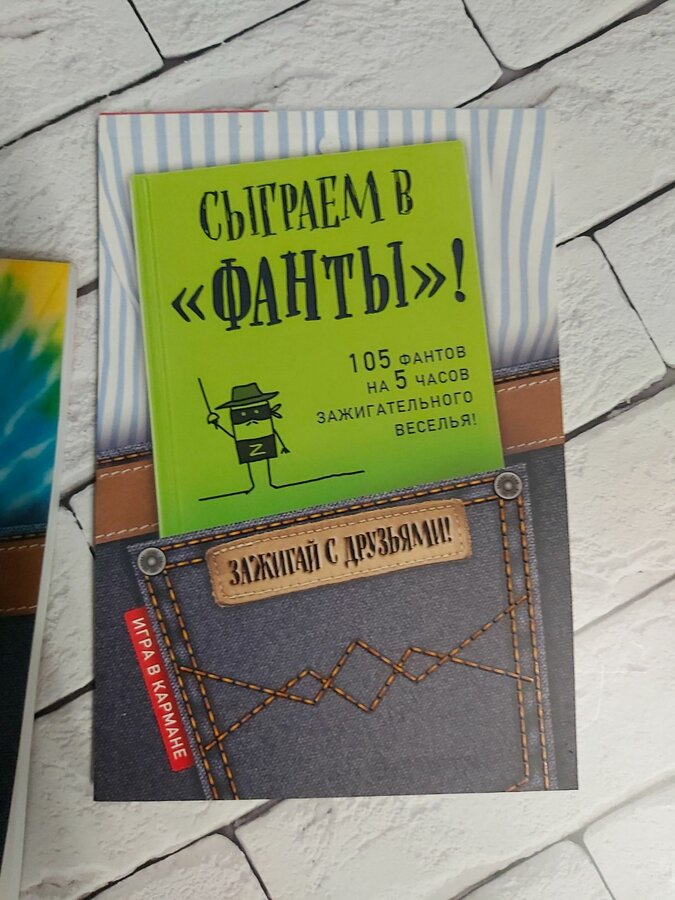 СЫГРАЕМ В
«ФАНТЫ»!
105 ФАНТОВ
НА 5 ЧАСОВ
ЗАЖИГАТЕЛЬНОГО
ВЕСЕЛЬЯ!
Z
ЗАЖИГАЙ С ДРУЗЬЯМИ!
ИГРА В КАРМАНЕ